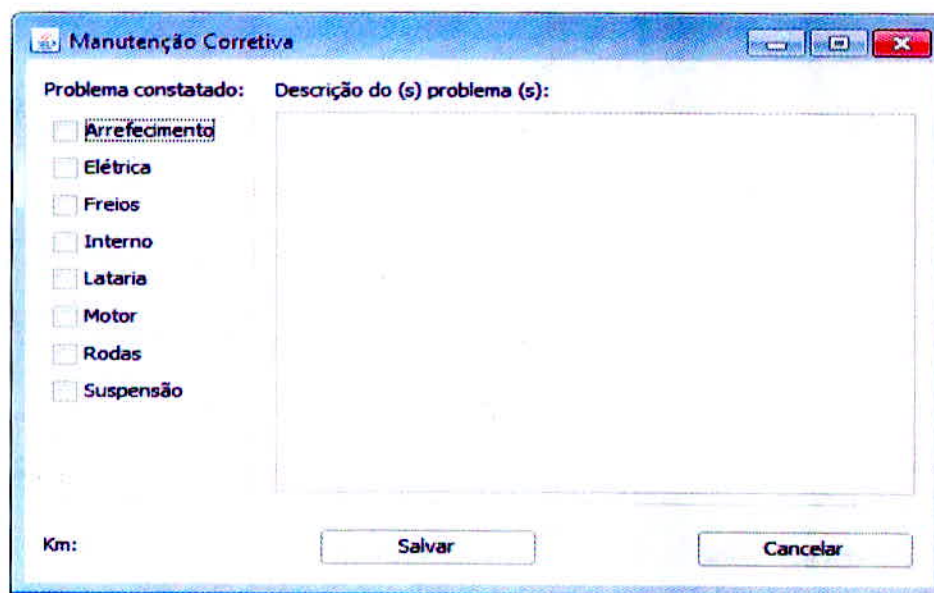 Manutenção Corretiva
Problema constatado:
Descrição do (s) problema (s):
Arrefecimento
Elétrica
Freios
Interno
Lataria
Motor
Rodas
Suspensão
Km:
Salvar
Cancelar